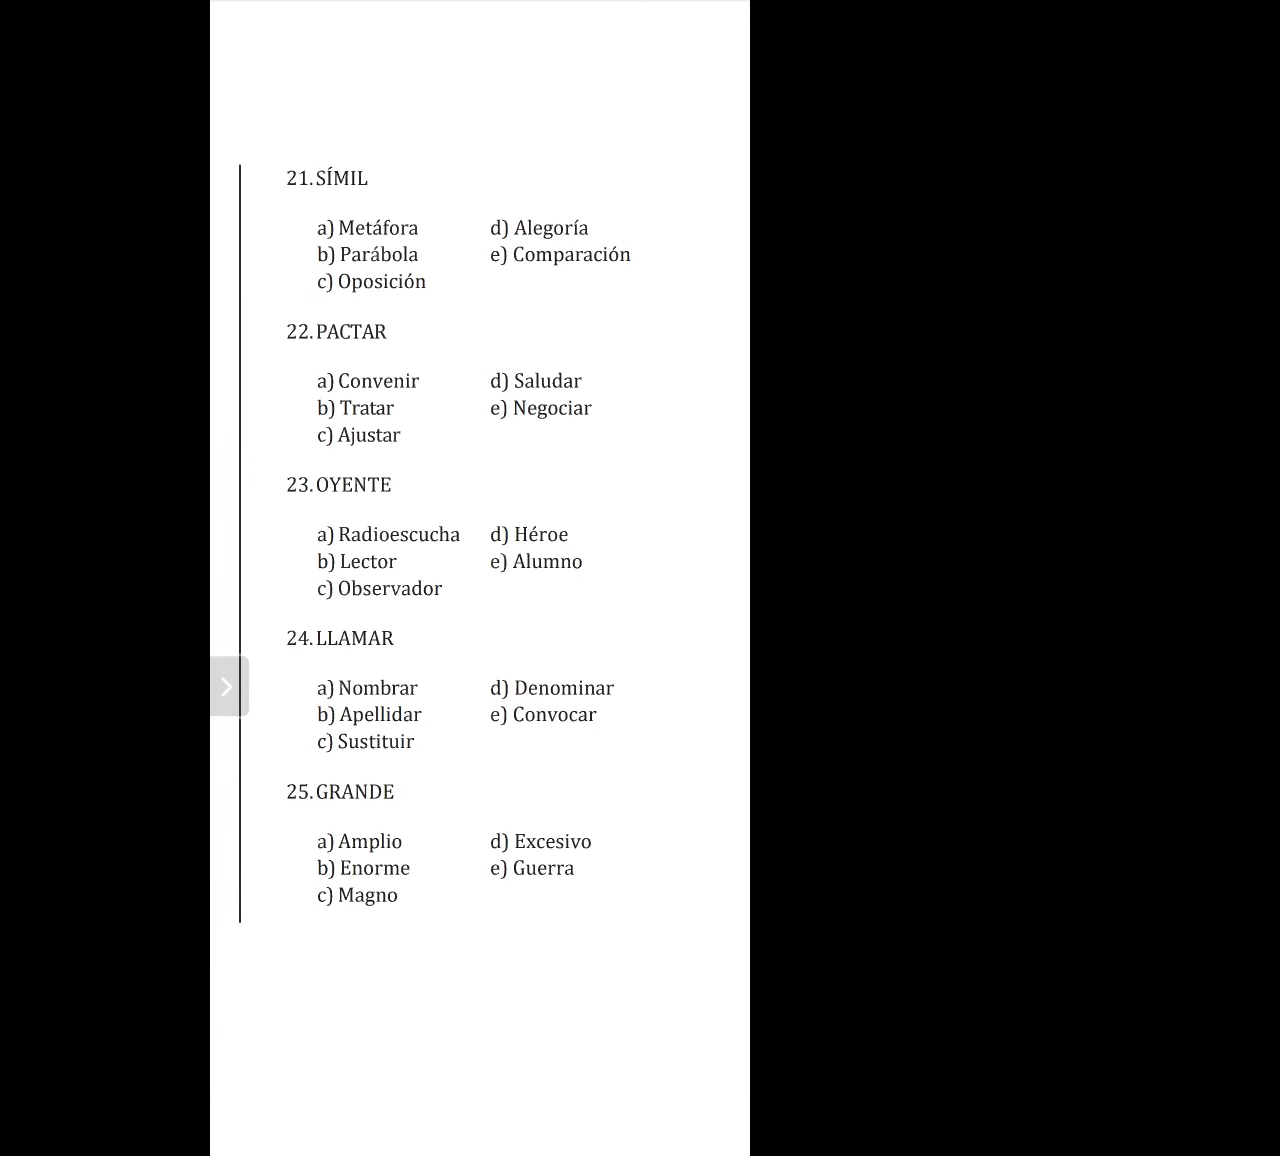 21. SÍMIL
a) Metáfora d) Alegoría
b) Parábola e) Comparación
c) Oposición
22. PACTAR
a) Convenir d) Saludar
b) Tratar e) Negociar
c) Ajustar
23. OYENTE
a) Radioescucha d) Héroe
b) Lector e) Alumno
c) Observador
24. LLAMAR
a) Nombrar d) Denominar
b) Apellidar e) Convocar
c) Sustituir
25. GRANDE
a) Amplio d) Excesivo
b) Enorme e) Guerra
c) Magno